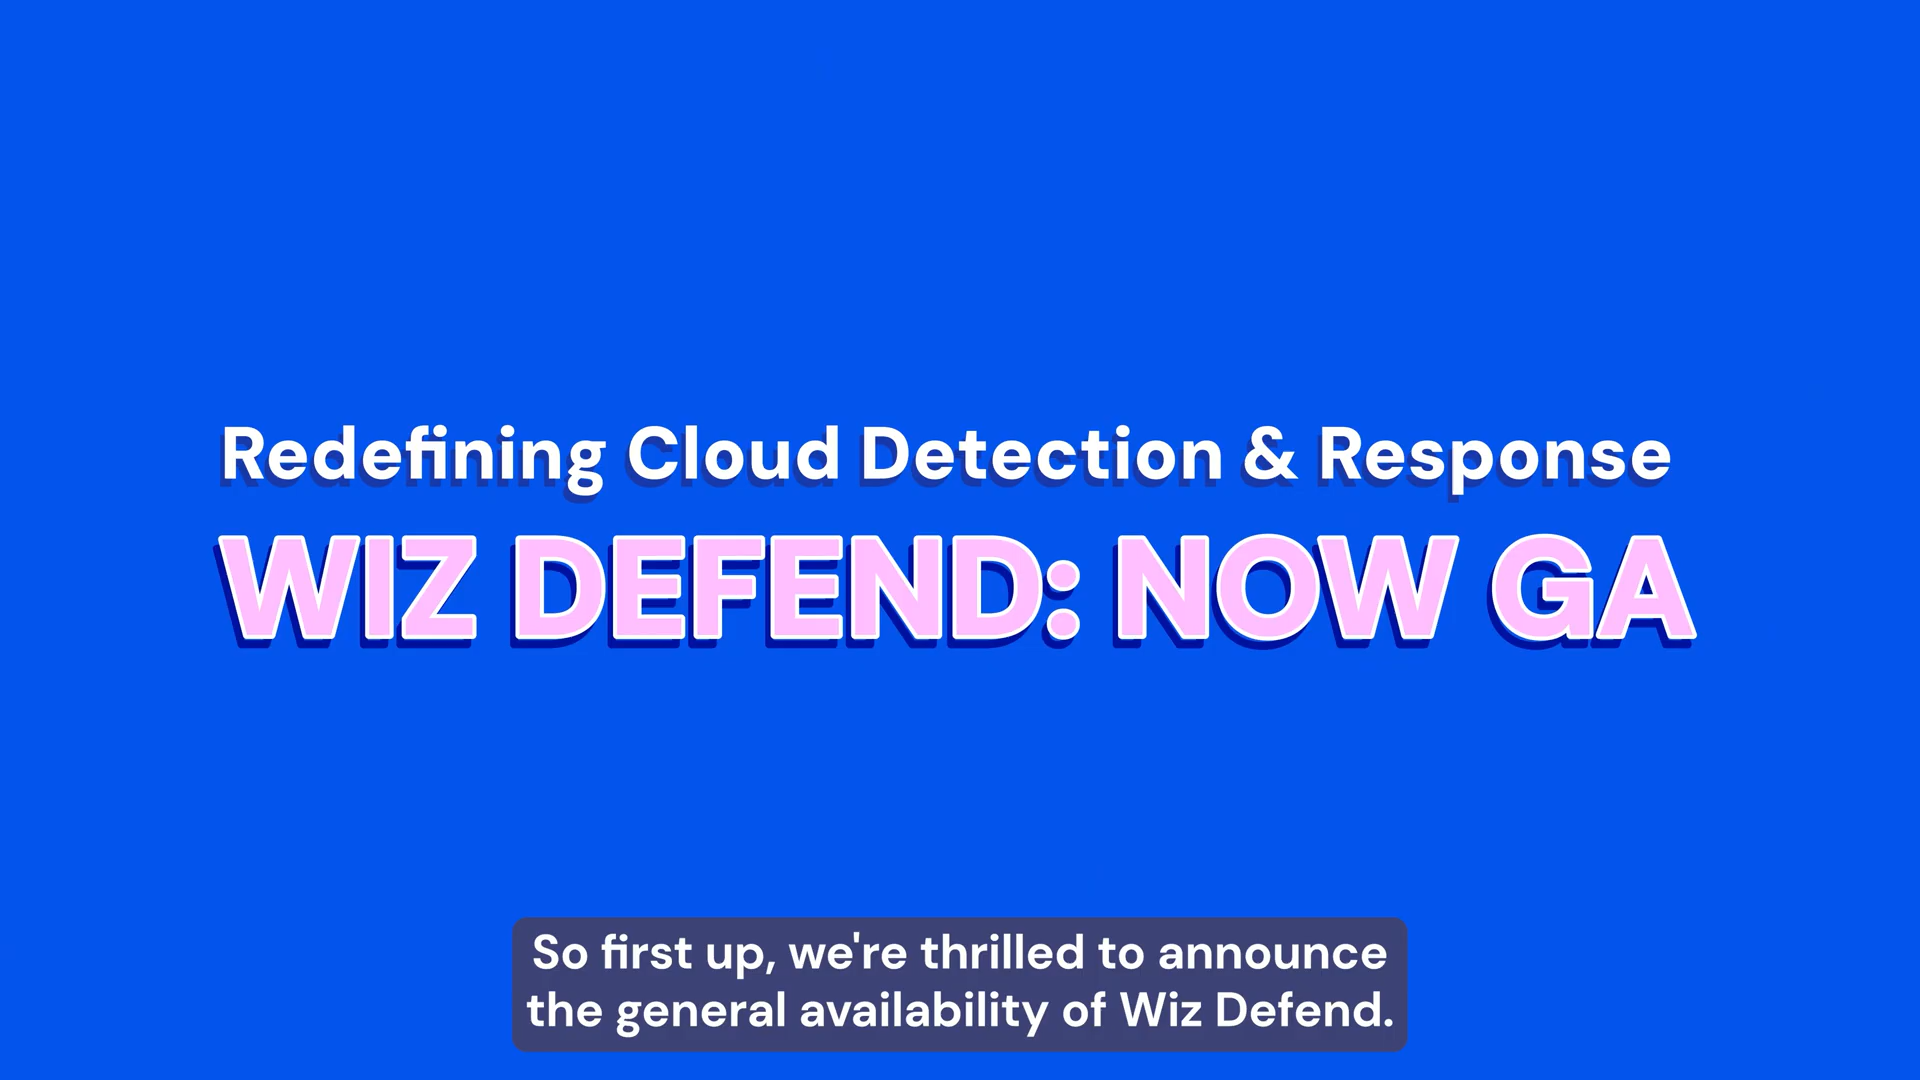 Redefining Cloud Detection & Response
WIZ DEFEND: NOW GA
So first up, we're thrilled to announce
the general availability of Wiz Defend.